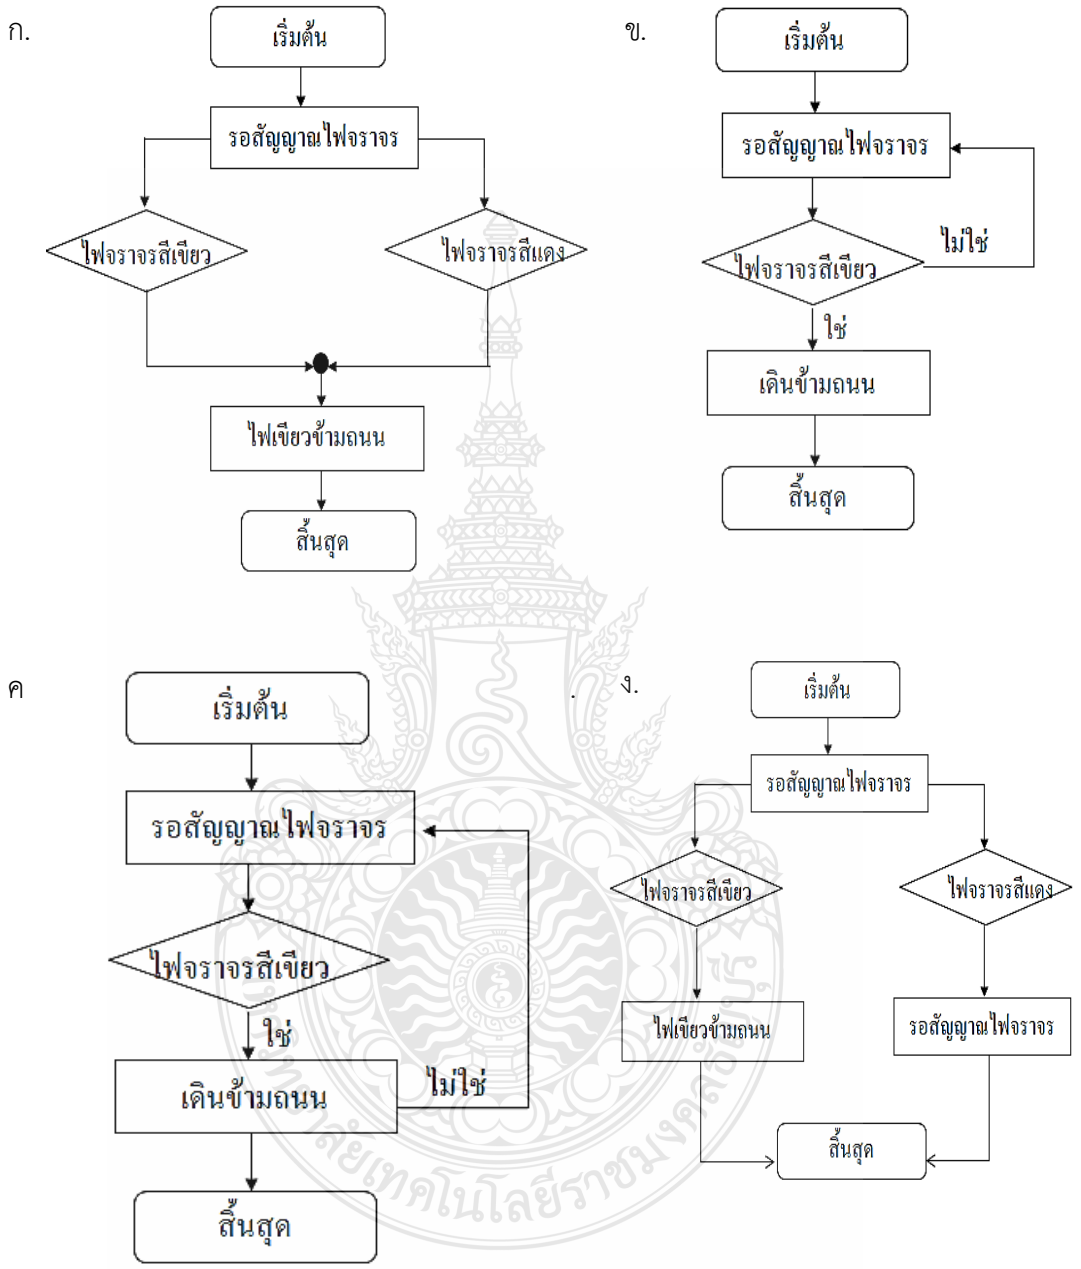 ก.
เริ่มต้น
รอสัญญาณไฟจราจร
ไฟจราจรสีเขียว
ไฟจราจรสีแดง
ไฟเขียวข้ามถนน
สิ้นสุด
ข.
เริ่มต้น
รอสัญญาณไฟจราจร
ไฟจราจรสีเขียว
ไม่ใช่
ใช่
เดินข้ามถนน
สิ้นสุด
ค
เริ่มต้น
รอสัญญาณไฟจราจร
ไฟจราจรสีเขียว
ใช่
เดินข้ามถนน
ไม่ใช่
สิ้นสุด
. ง.
เริ่มต้น
รอสัญญาณไฟจราจร
ไฟจราจรสีเขียว
ไฟจราจรสีแดง
ไฟเขียวข้ามถนน
รอสัญญาณไฟจราจร
สิ้นสุด